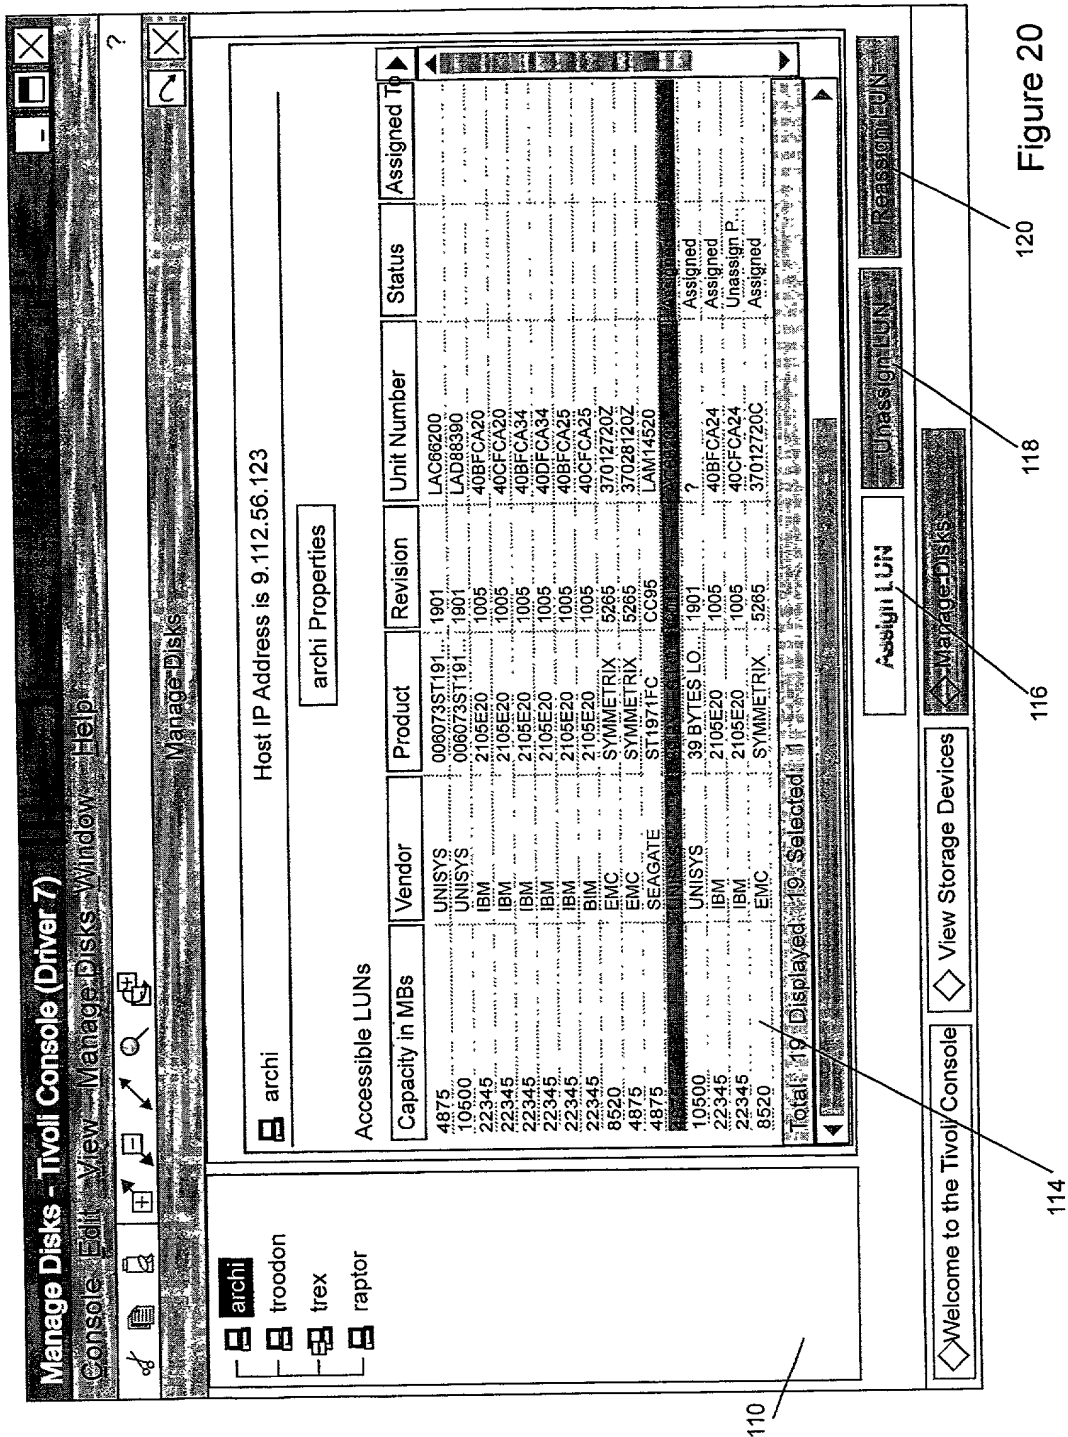 Manage Disks - Tivoli Console (Driver 7)
Console Edit View Manage Disks Window Help
?
Manage Disks
archi
troodon
trex
raptor
archi
Host IP Address is 9.112.56.123
archi Properties
Accessible LUNs
Capacity in MBs Vendor Product Revision Unit Number Status Assigned To
4875 UNISYS 006073ST191... 1901 LAC66200
10500 UNISYS 006073ST191... 1901 LAD88390
22345 IBM 2105E20 1005 40BFCA20
22345 IBM 2105E20 1005 40CFCA20
22345 IBM 2105E20 1005 40BFCA34
22345 IBM 2105E20 1005 40DFCA34
22345 IBM 2105E20 1005 40BFCA25
22345 BIM 2105E20 1005 40CFCA25
8520 EMC SYMMETRIX 5265 37012720Z
4875 EMC SYMMETRIX 5265 37028120Z
4875 SEAGATE ST1971FC CC95 LAM14520
10500 UNISYS 39 BYTES LO... 1901 ? Assigned
22345 IBM 2105E20 1005 40BFCA24 Assigned
22345 IBM 2105E20 1005 40CFCA24 Unassign P...
8520 EMC SYMMETRIX 5265 37012720C Assigned
Total: 19 Displayed: 19 Selected: 1
Assign LUN Unassign LUN Reassign LUN
Welcome to the Tivoli Console View Storage Devices Manage Disks
110
114
116
118
120
Figure 20